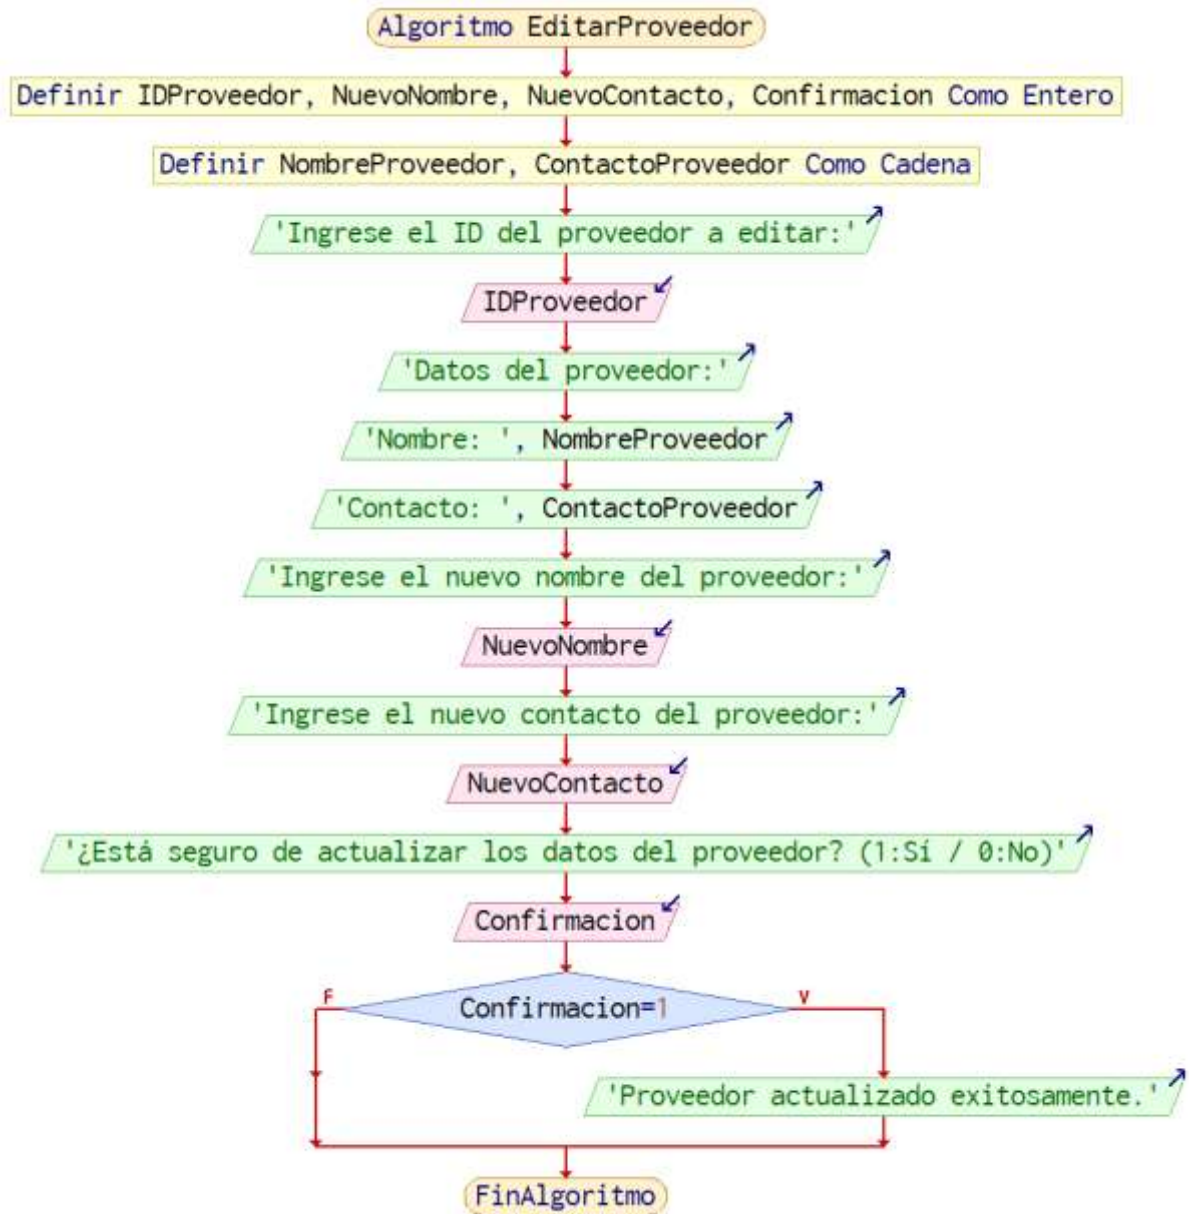 Algoritmo EditarProveedor
Definir IDProveedor, NuevoNombre, NuevoContacto, Confirmacion Como Entero
Definir NombreProveedor, ContactoProveedor Como Cadena
'Ingrese el ID del proveedor a editar:'
IDProveedor
'Datos del proveedor:'
'Nombre: ', NombreProveedor
'Contacto: ', ContactoProveedor
'Ingrese el nuevo nombre del proveedor:'
NuevoNombre
'Ingrese el nuevo contacto del proveedor:'
NuevoContacto
'¿Está seguro de actualizar los datos del proveedor? (1:Sí / 0:No)'
Confirmacion
F
Confirmacion=1
V
'Proveedor actualizado exitosamente.'
FinAlgoritmo